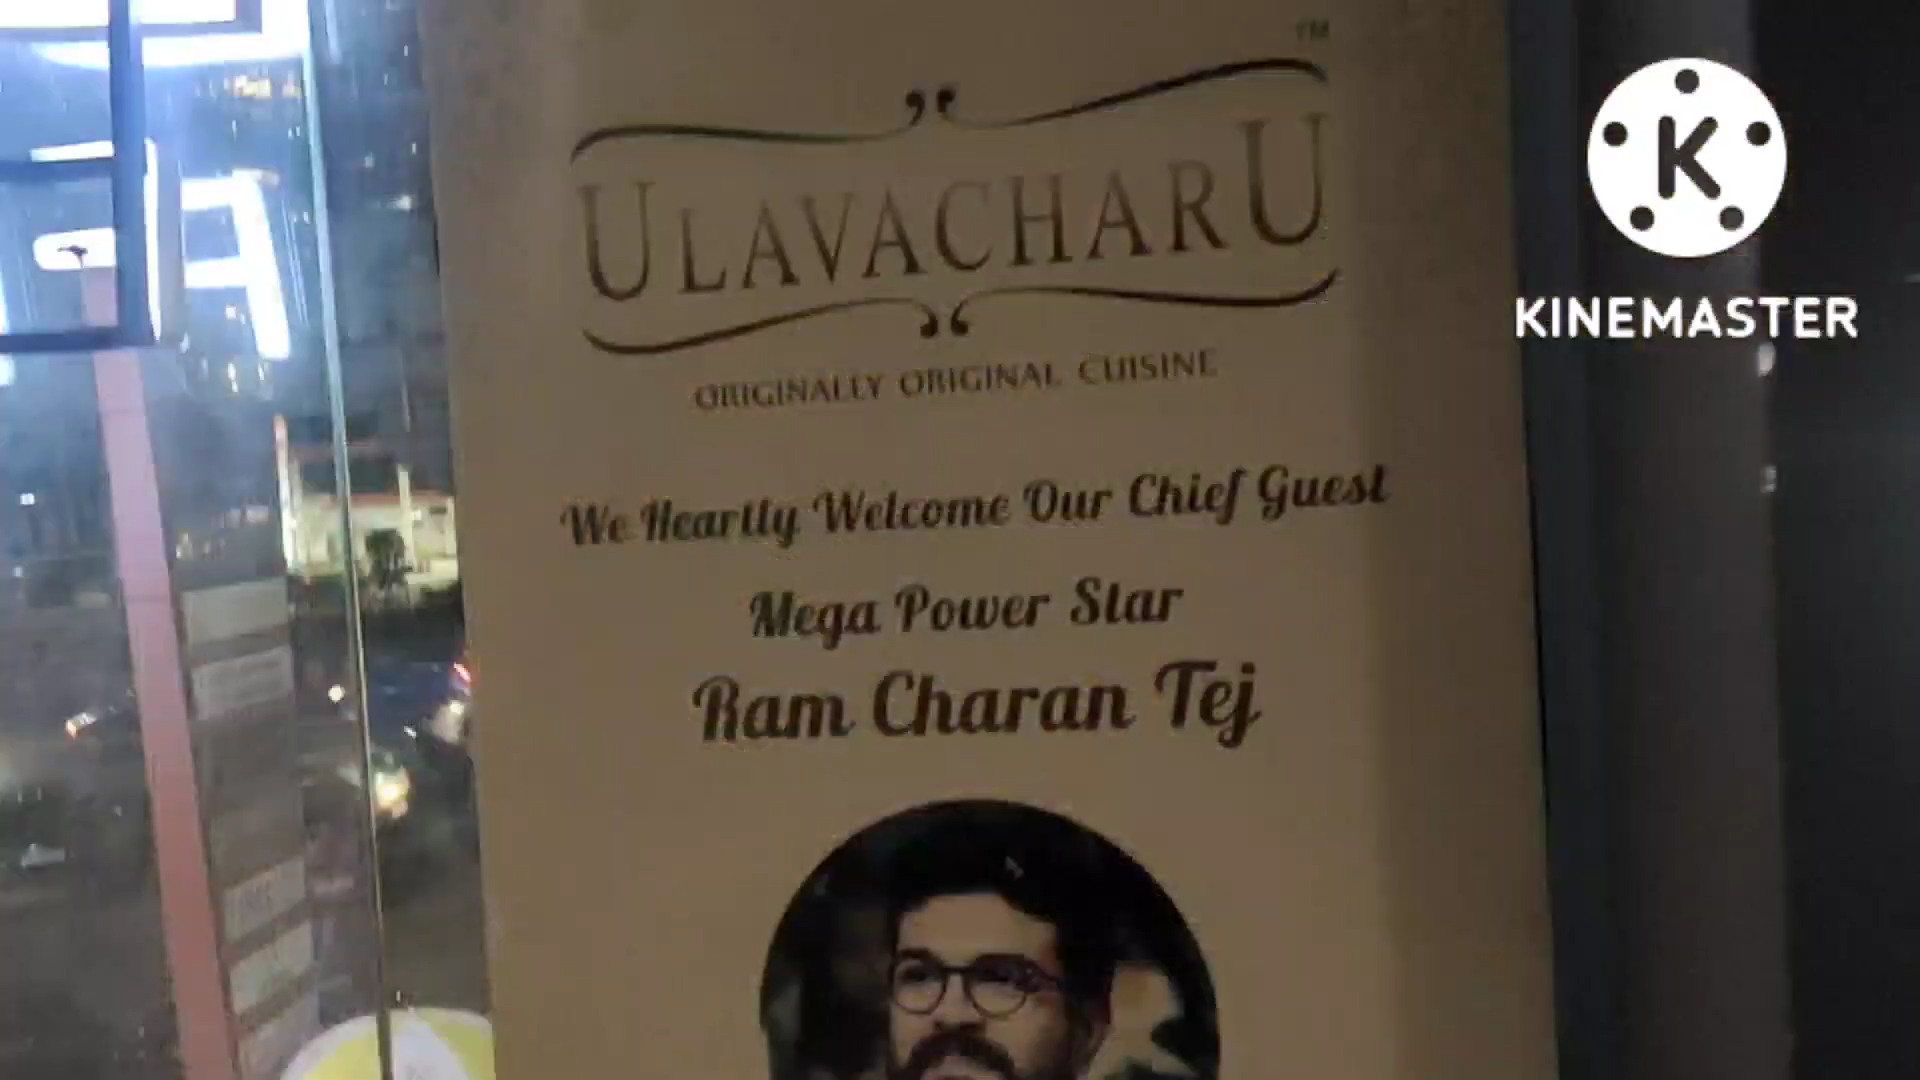 TM
ULAVACHARU
ORIGINALLY ORIGINAL CUISINE
We Heartly Welcome Our Chief Guest
Mega Power Star
Ram Charan Tej
K
KINEMASTER